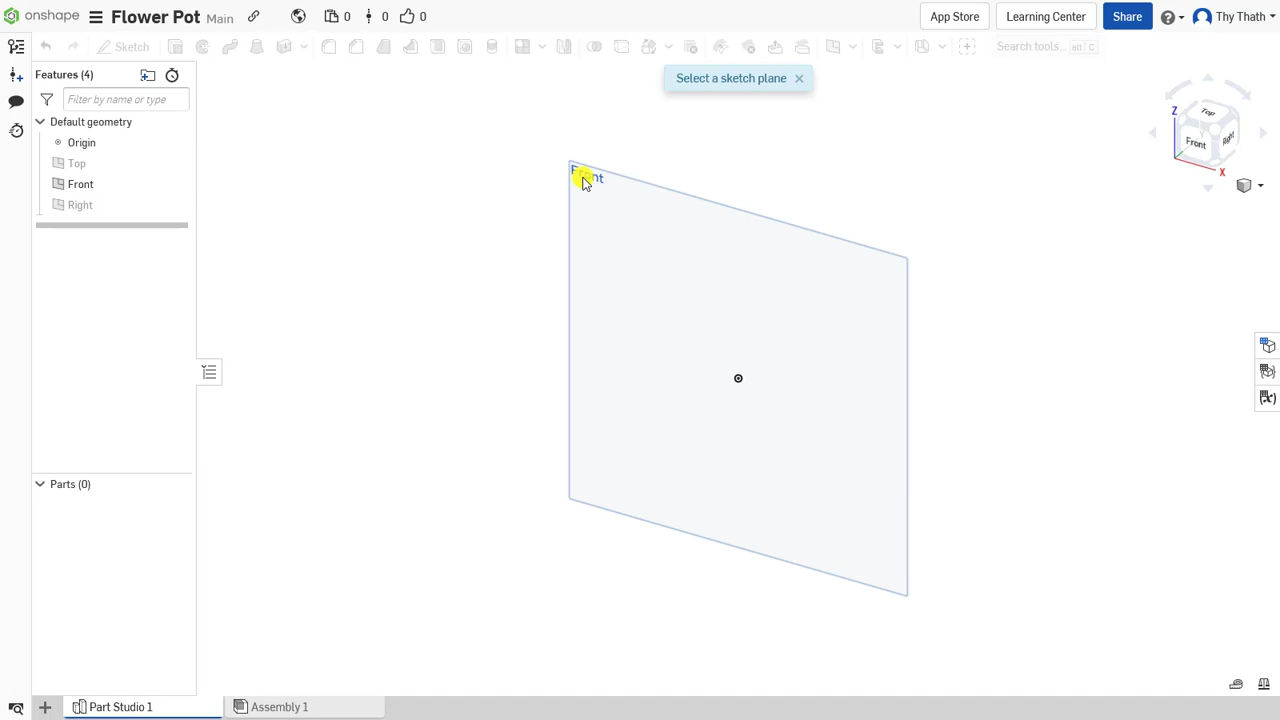 onshape Flower Pot Main 0 0 0 App Store Learning Center Share Thy Thath
Sketch Search tools... alt C
Features (4)
Select a sketch plane
Filter by name or type
Default geometry
Origin
Top
Front
Right
Front
Top
Front
Right
Z
Y
X
Parts (0)
Part Studio 1
Assembly 1